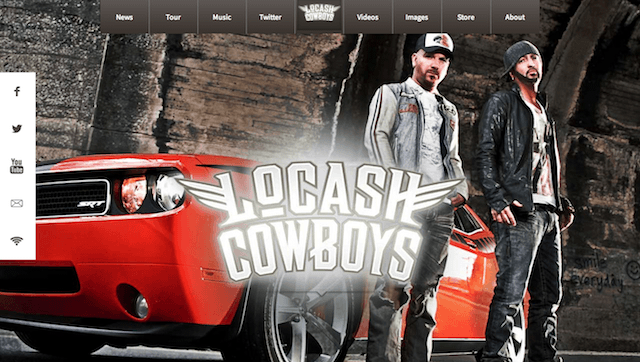 News Tour Music Twitter LOCASH COWBOYS Videos Images Store About
You Tube
SRT
LOCASH
COWBOYS
smile
everyday